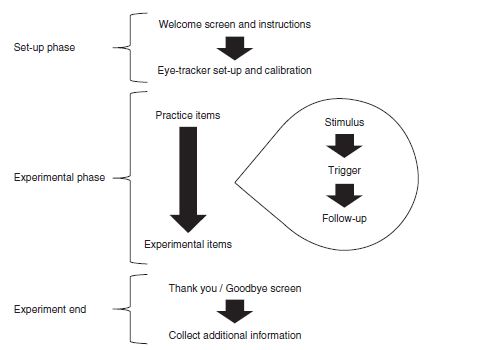 Set-up phase
Welcome screen and instructions
Eye-tracker set-up and calibration
Experimental phase
Practice items
Experimental items
Stimulus
Trigger
Follow-up
Experiment end
Thank you / Goodbye screen
Collect additional information